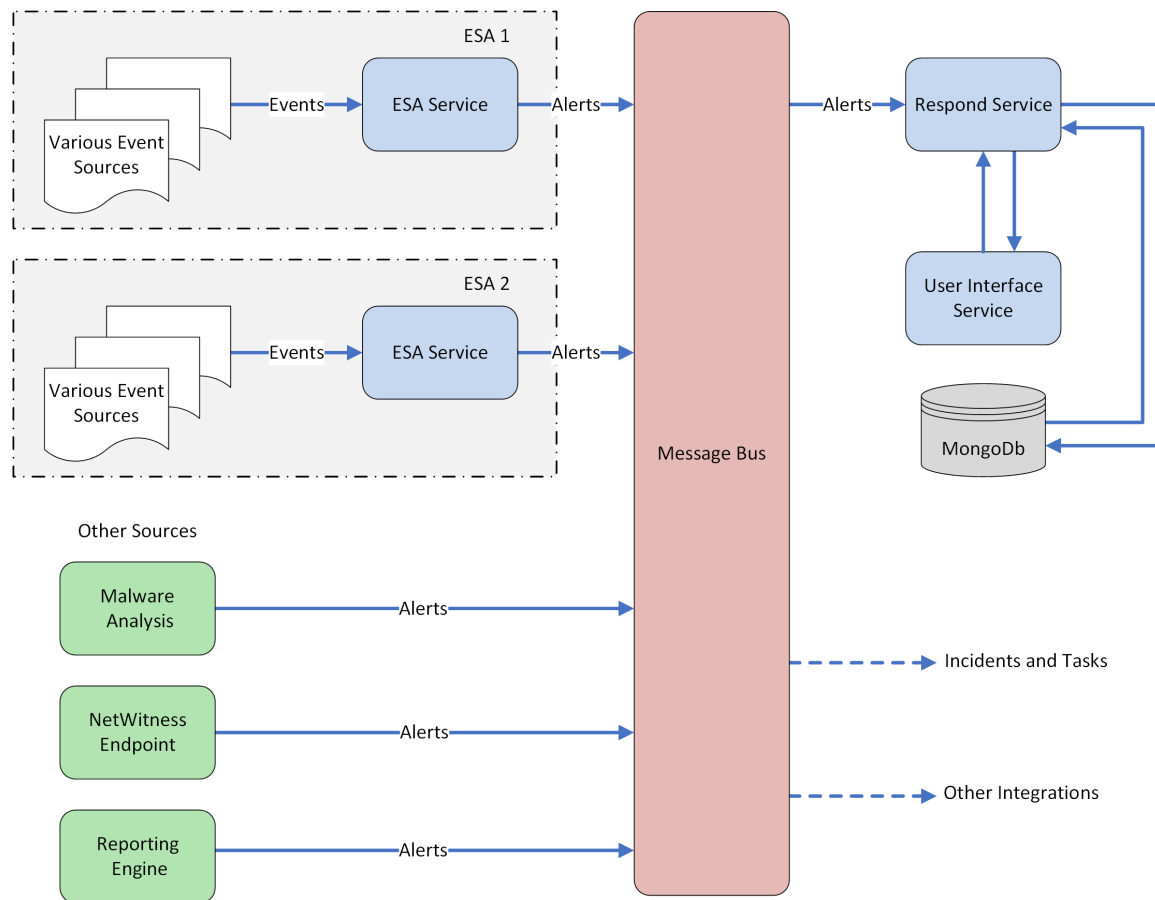 ESA 1
Various Event
Sources
Events
ESA Service
Alerts
ESA 2
Various Event
Sources
Events
ESA Service
Alerts
Other Sources
Malware
Analysis
Alerts
NetWitness
Endpoint
Alerts
Reporting
Engine
Alerts
Message Bus
Alerts
Respond Service
User Interface
Service
MongoDb
Incidents and Tasks
Other Integrations